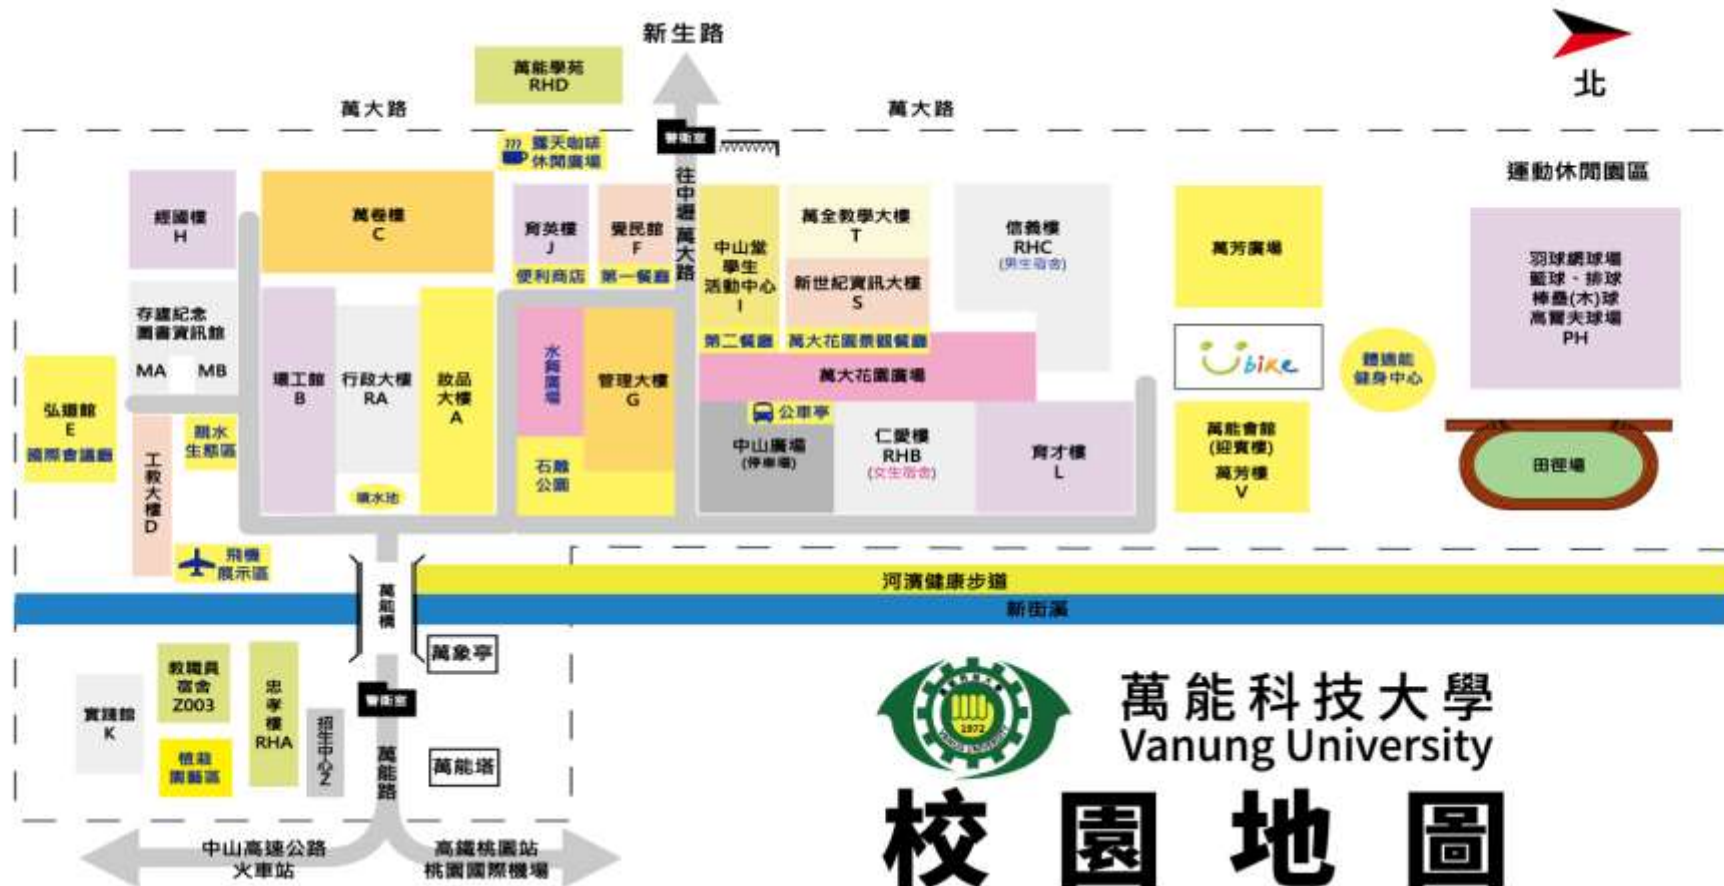 新生路
北
萬能學苑
RHD
萬大路
萬大路
警衛室
露天咖啡
休閒廣場
運動休閒園區
往中壢 萬大路
經國樓
H
萬卷樓
C
育英樓
J
便利商店
覺民館
F
第一餐廳
中山堂
學生
活動中心
I
第二餐廳
萬全教學大樓
T
新世紀資訊大樓
S
萬大花園景觀餐廳
信義樓
RHC
(男生宿舍)
萬芳廣場
羽球網球場
籃球、排球
棒壘(木)球
高爾夫球場
PH
存盧紀念
圖書資訊館
MA MB
環工館
B
行政大樓
RA
妝品
大樓
A
水舞廣場
管理大樓
G
萬大花園廣場
Ubike
體適能
健身中心
弘道館
E
國際會議廳
親水
生態區
工教大樓D
噴水池
石雕
公園
公車亭
中山廣場
(停車場)
仁愛樓
RHB
(女生宿舍)
育才樓
L
萬能會館
(迎賓樓)
萬芳樓
V
田徑場
飛機
展示區
萬能橋
河濱健康步道
新街溪
萬象亭
教職員
宿舍
Z003
忠孝樓
RHA
警衛室
實踐館
K
植栽
園藝區
招生中心Z
萬能路
萬能塔
中山高速公路
火車站
高鐵桃園站
桃園國際機場
1972
VANUNG UNIVERSITY
萬能科技大學
Vanung University
校園地圖